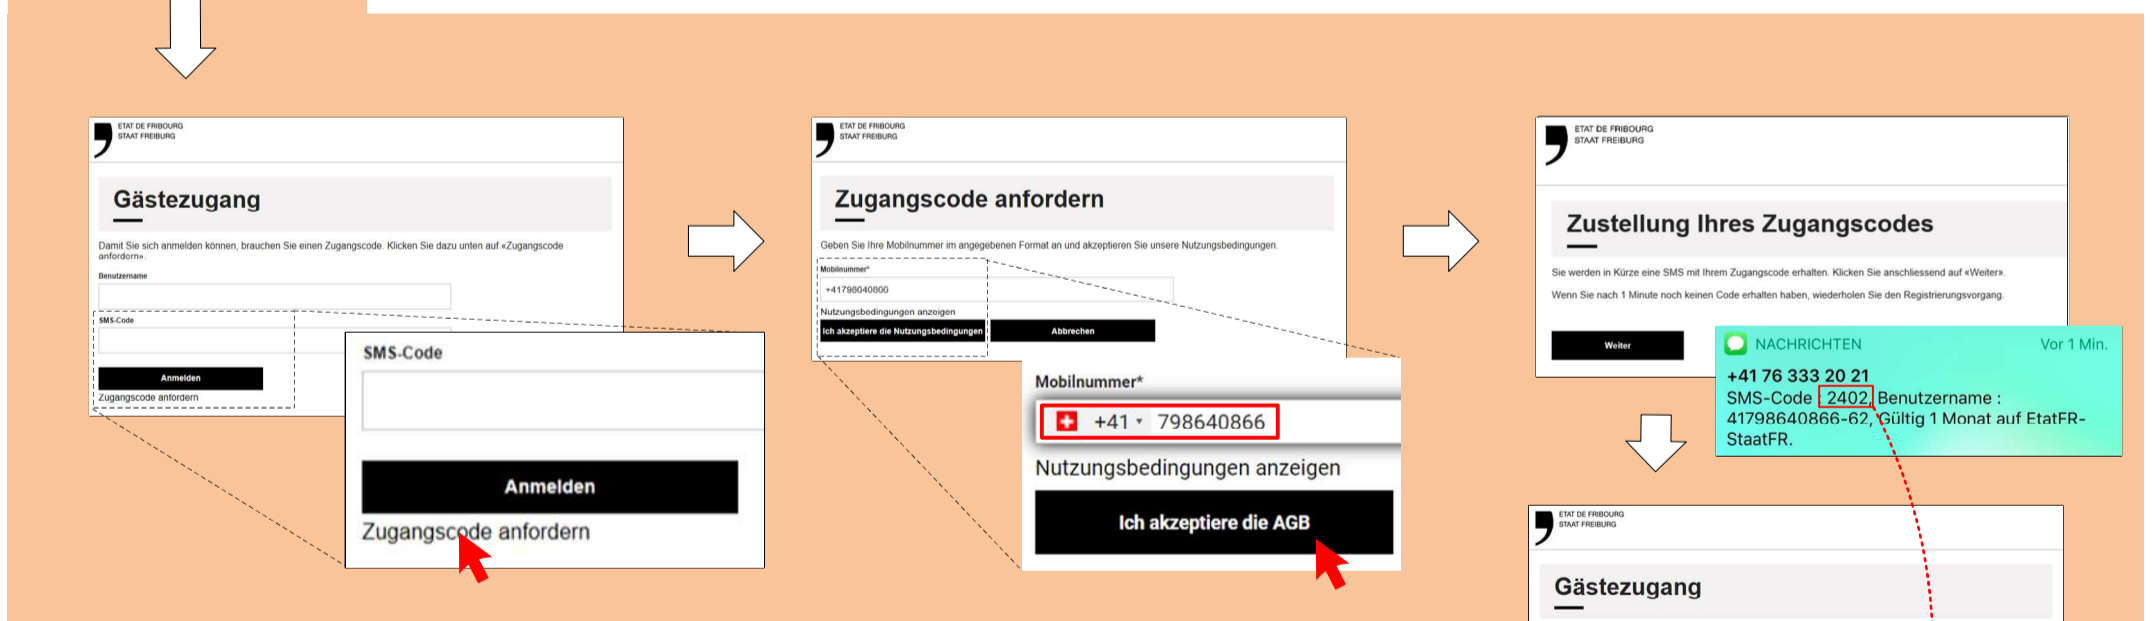 ETAT DE FRIBOURG
STAAT FREIBURG
Gästezugang
Damit Sie sich anmelden können, brauchen Sie einen Zugangscode. Klicken Sie dazu unten auf «Zugangscode
anfordern».
Benutzername
SMS-Code
Anmelden
Zugangscode anfordern
SMS-Code
Anmelden
Zugangscode anfordern
ETAT DE FRIBOURG
STAAT FREIBURG
Zugangscode anfordern
Geben Sie Ihre Mobilnummer im angegebenen Format an und akzeptieren Sie unsere Nutzungsbedingungen.
Mobilnummer*
+41798640866
Nutzungsbedingungen anzeigen
Ich akzeptiere die Nutzungsbedingungen
Abbrechen
Mobilnummer*
+41 798640866
Nutzungsbedingungen anzeigen
Ich akzeptiere die AGB
ETAT DE FRIBOURG
STAAT FREIBURG
Zustellung Ihres Zugangscodes
Sie werden in Kürze eine SMS mit Ihrem Zugangscode erhalten. Klicken Sie anschliessend auf «Weiter».
Wenn Sie nach 1 Minute noch keinen Code erhalten haben, wiederholen Sie den Registrierungsvorgang.
Weiter
NACHRICHTEN Vor 1 Min.
+41 76 333 20 21
SMS-Code : 2402, Benutzername :
41798640866-62, Gültig 1 Monat auf EtatFR-
StaatFR.
ETAT DE FRIBOURG
STAAT FREIBURG
Gästezugang